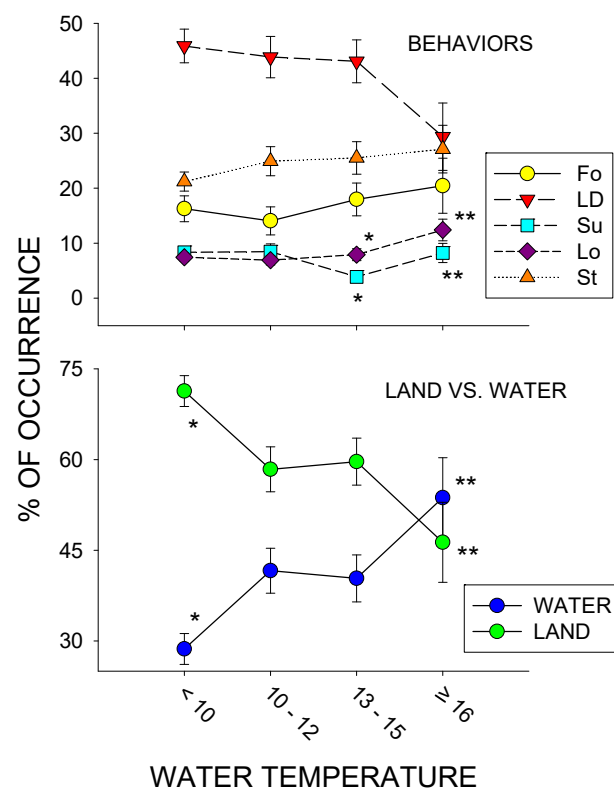 50
40
30
20
10
0
BEHAVIORS
Fo
LD
Su
Lo
St
*
**
*
**
% OF OCCURRENCE
75
60
45
30
LAND VS. WATER
*
**
**
*
WATER
LAND
< 10
10 - 12
13 - 15
≥ 16
WATER TEMPERATURE